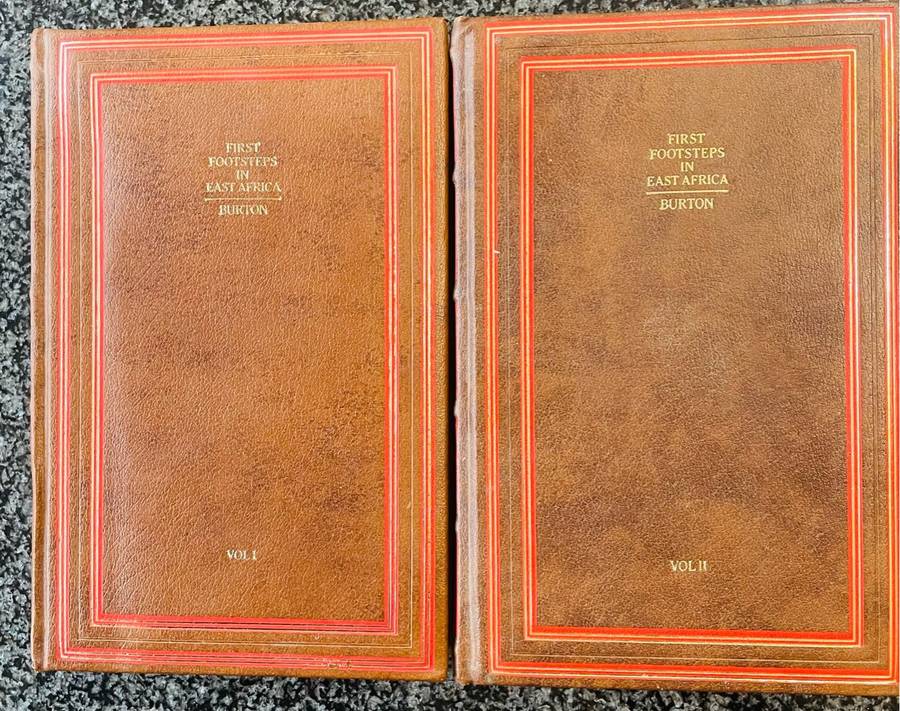 FIRST
FOOTSTEPS
IN
EAST AFRICA
BURTON
VOL I
FIRST
FOOTSTEPS
IN
EAST AFRICA
BURTON
VOL II